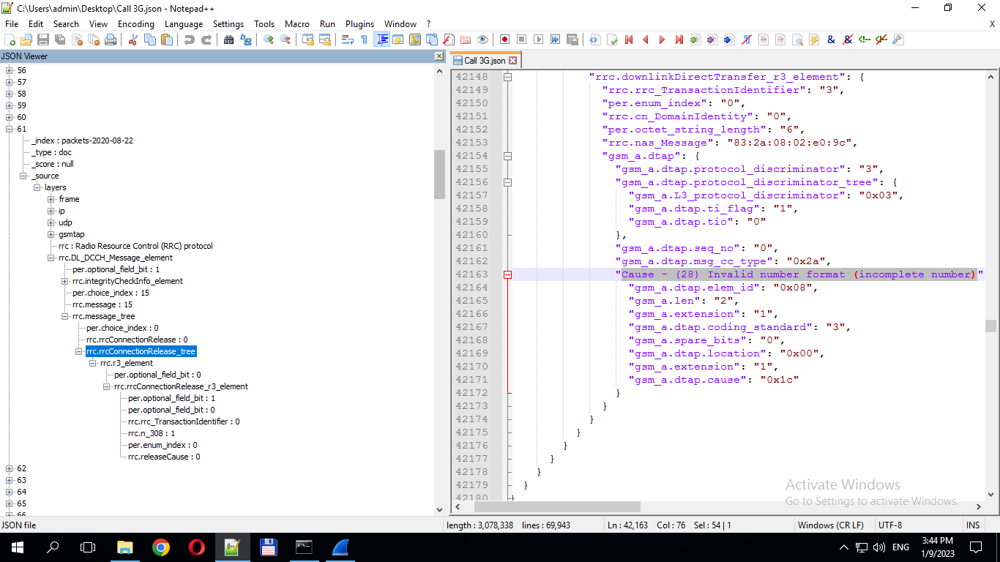 C:\Users\admin\Desktop\Call 3G.json - Notepad++
File Edit Search View Encoding Language Settings Tools Macro Run Plugins Window ? X
JSON Viewer
56
57
58
59
60
61
_index : packets-2020-08-22
_type : doc
_score : null
_source
layers
frame
ip
udp
gsmtap
rrc : Radio Resource Control (RRC) protocol
rrc.DL_DCCH_Message_element
per.optional_field_bit : 1
rrc.integrityCheckInfo_element
per.choice_index : 15
rrc.message : 15
rrc.message_tree
per.choice_index : 0
rrc.rrcConnectionRelease : 0
rrc.rrcConnectionRelease_tree
rrc.r3_element
per.optional_field_bit : 0
rrc.rrcConnectionRelease_r3_element
per.optional_field_bit : 1
per.optional_field_bit : 0
rrc.rrc_TransactionIdentifier : 0
rrc.n_308 : 1
per.enum_index : 0
rrc.releaseCause : 0
62
63
64
65
66
Call 3G.json
42148 "rrc.downlinkDirectTransfer_r3_element": {
42149 "rrc.rrc_TransactionIdentifier": "3",
42150 "per.enum_index": "0",
42151 "rrc.cn_DomainIdentity": "0",
42152 "per.octet_string_length": "6",
42153 "rrc.nas_Message": "83:2a:08:02:e0:9c",
42154 "gsm_a.dtap": {
42155 "gsm_a.dtap.protocol_discriminator": "3",
42156 "gsm_a.dtap.protocol_discriminator_tree": {
42157 "gsm_a.L3_protocol_discriminator": "0x03",
42158 "gsm_a.dtap.ti_flag": "1",
42159 "gsm_a.dtap.tio": "0"
42160 },
42161 "gsm_a.dtap.seq_no": "0",
42162 "gsm_a.dtap.msg_cc_type": "0x2a",
42163 "Cause - (28) Invalid number format (incomplete number)"
42164 "gsm_a.dtap.elem_id": "0x08",
42165 "gsm_a.len": "2",
42166 "gsm_a.extension": "1",
42167 "gsm_a.dtap.coding_standard": "3",
42168 "gsm_a.spare_bits": "0",
42169 "gsm_a.dtap.location": "0x00",
42170 "gsm_a.extension": "1",
42171 "gsm_a.dtap.cause": "0x1c"
42172 }
42173 }
42174 }
42175 }
42176 }
42177 }
42178 }
42179 }
42180 }
Activate Windows
Go to Settings to activate Windows.
JSON file length : 3,078,338 lines : 69,943 Ln : 42,163 Col : 76 Sel : 54 | 1 Windows (CR LF) UTF-8 INS
ENG
3:44 PM
1/9/2023